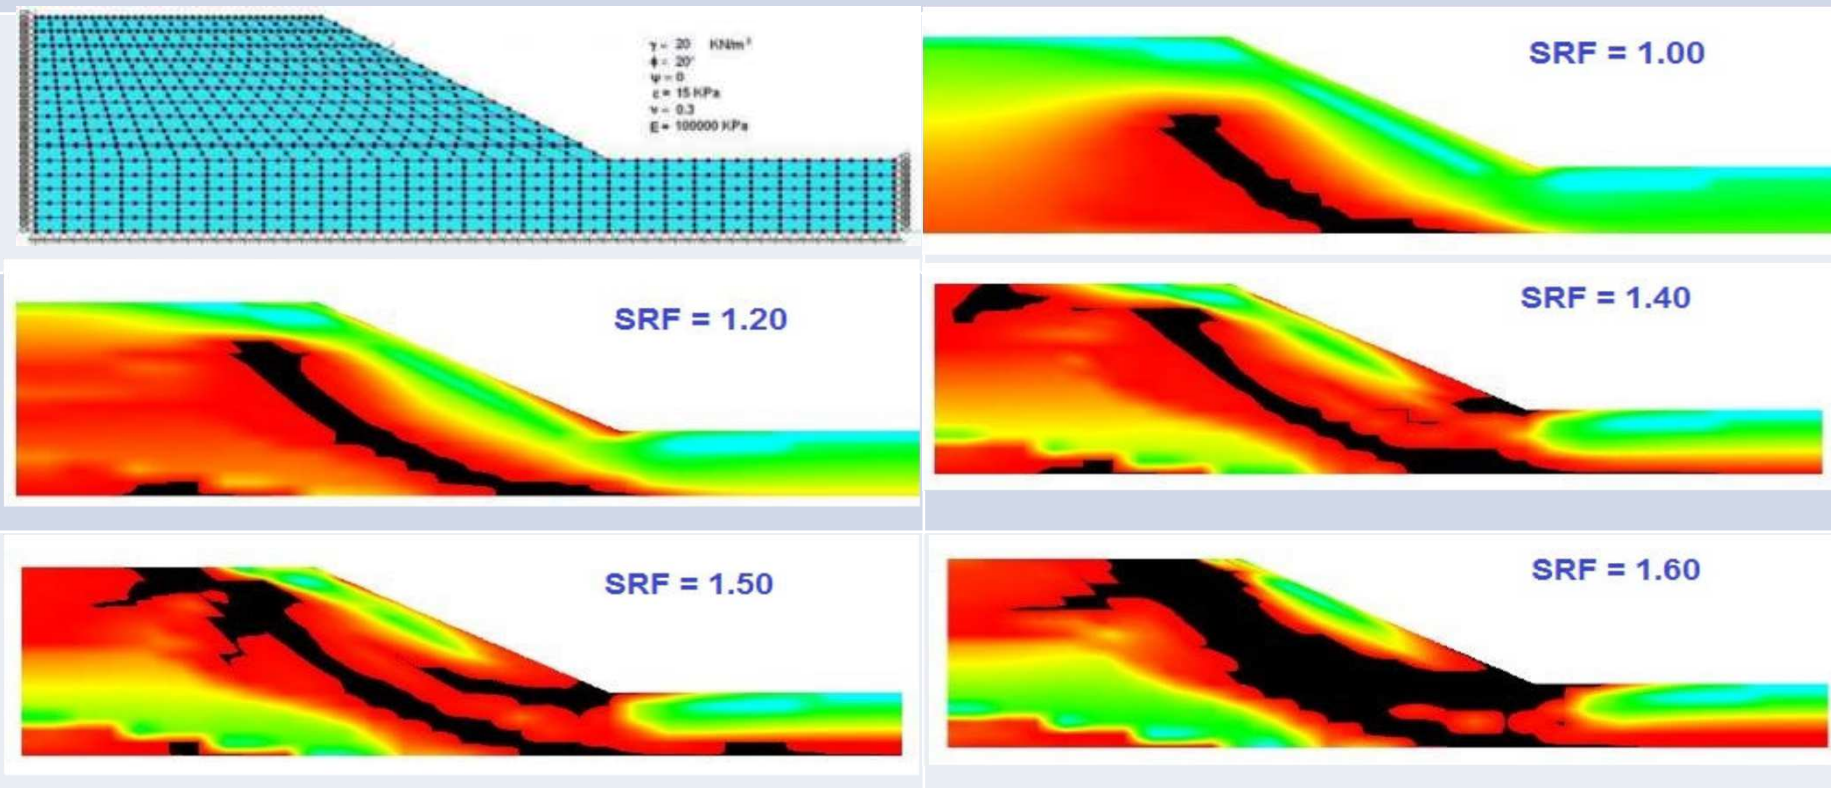 γ = 20 KN/m³
ϕ = 20°
ψ = 0
c = 15 KPa
ν = 0.3
E = 100000 KPa
SRF = 1.00
SRF = 1.20
SRF = 1.40
SRF = 1.50
SRF = 1.60